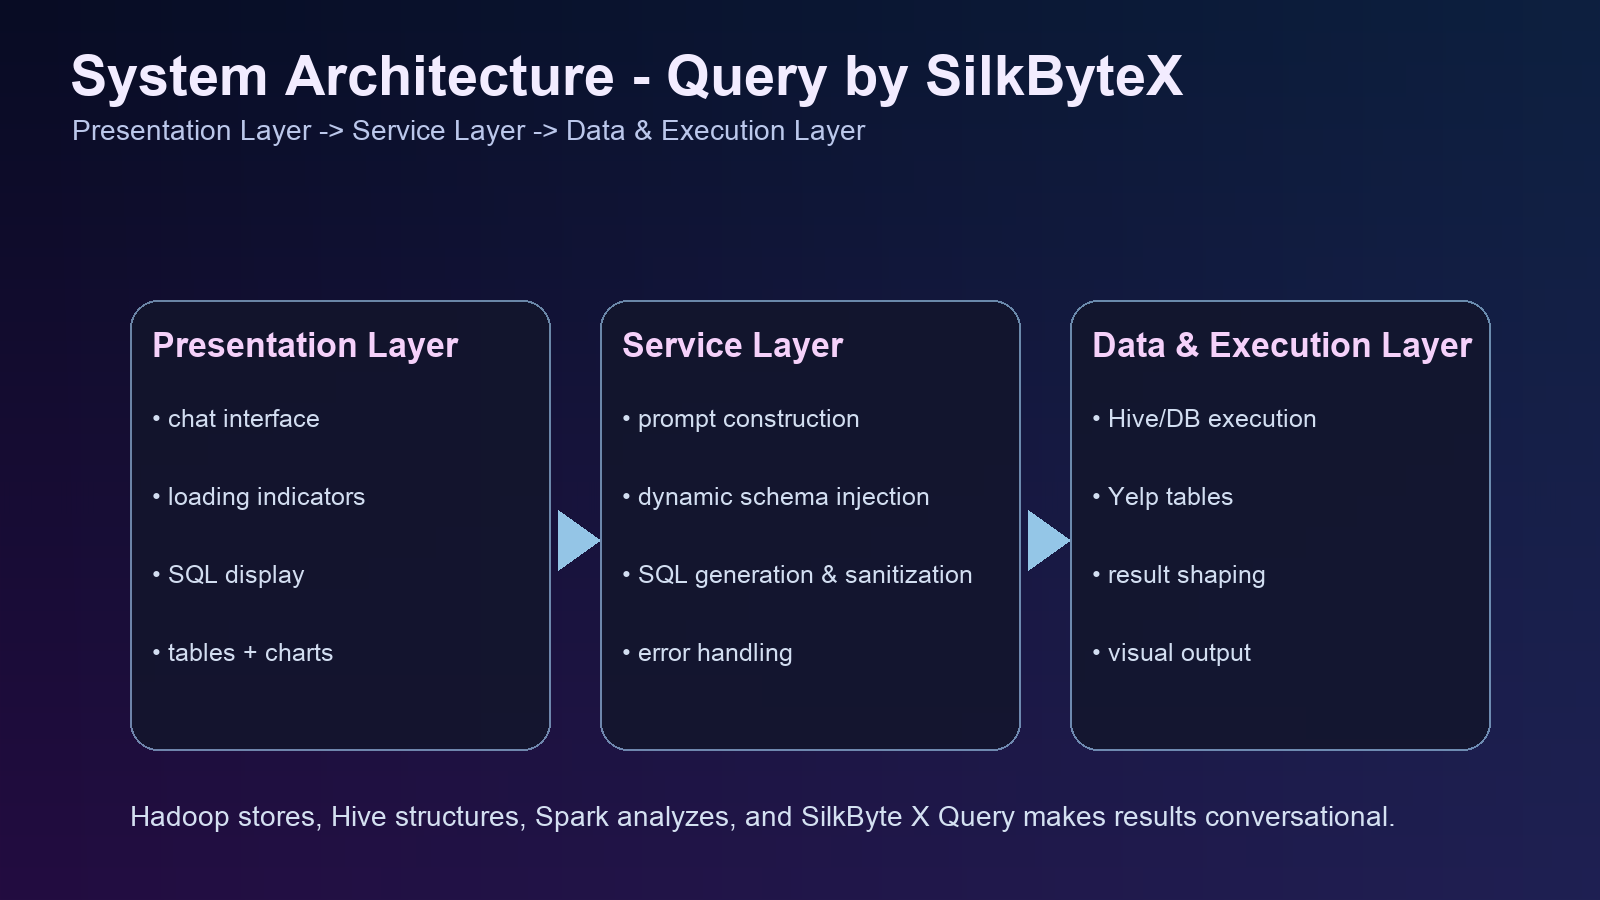 System Architecture - Query by SilkByteX
Presentation Layer -> Service Layer -> Data & Execution Layer
Presentation Layer
• chat interface
• loading indicators
• SQL display
• tables + charts
Service Layer
• prompt construction
• dynamic schema injection
• SQL generation & sanitization
• error handling
Data & Execution Layer
• Hive/DB execution
• Yelp tables
• result shaping
• visual output
Hadoop stores, Hive structures, Spark analyzes, and SilkByte X Query makes results conversational.